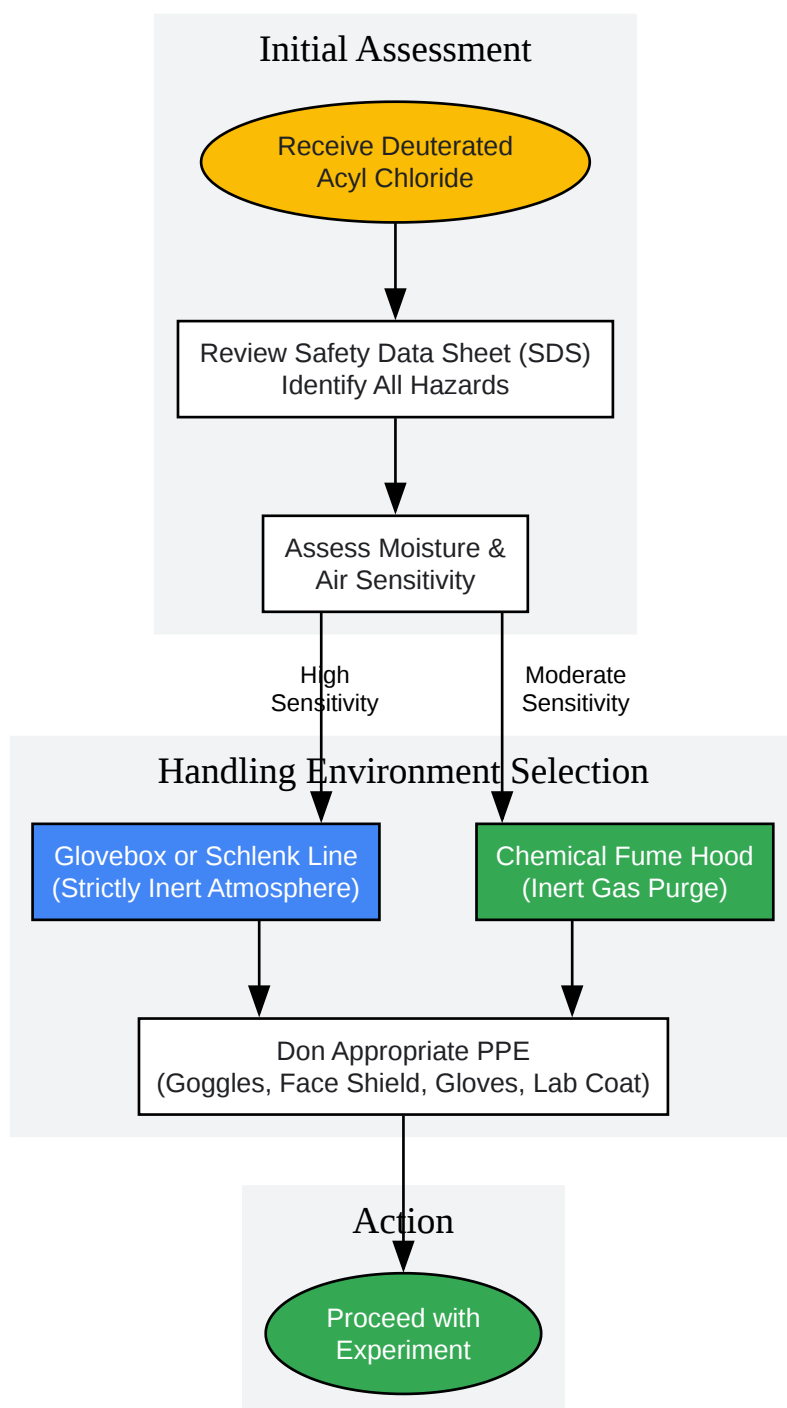 Initial Assessment
Receive Deuterated
Acyl Chloride
Review Safety Data Sheet (SDS)
Identify All Hazards
Assess Moisture &
Air Sensitivity
High
Sensitivity
Moderate
Sensitivity
Handling Environment Selection
Glovebox or Schlenk Line
(Strictly Inert Atmosphere)
Chemical Fume Hood
(Inert Gas Purge)
Don Appropriate PPE
(Goggles, Face Shield, Gloves, Lab Coat)
Action
Proceed with
Experiment